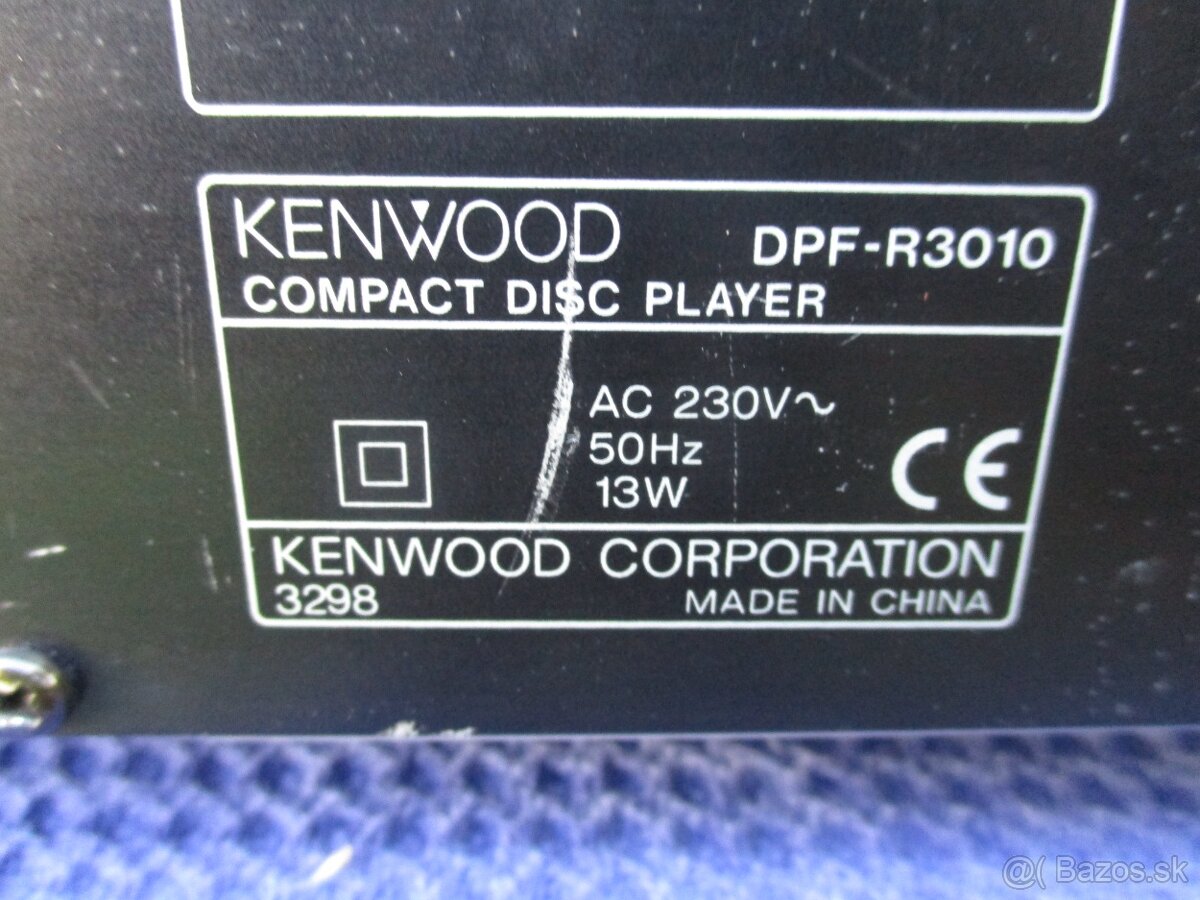 KENWOOD DPF-R3010
COMPACT DISC PLAYER
AC 230V~
50Hz
13W
CE
KENWOOD CORPORATION
3298 MADE IN CHINA
@( Bazos.sk